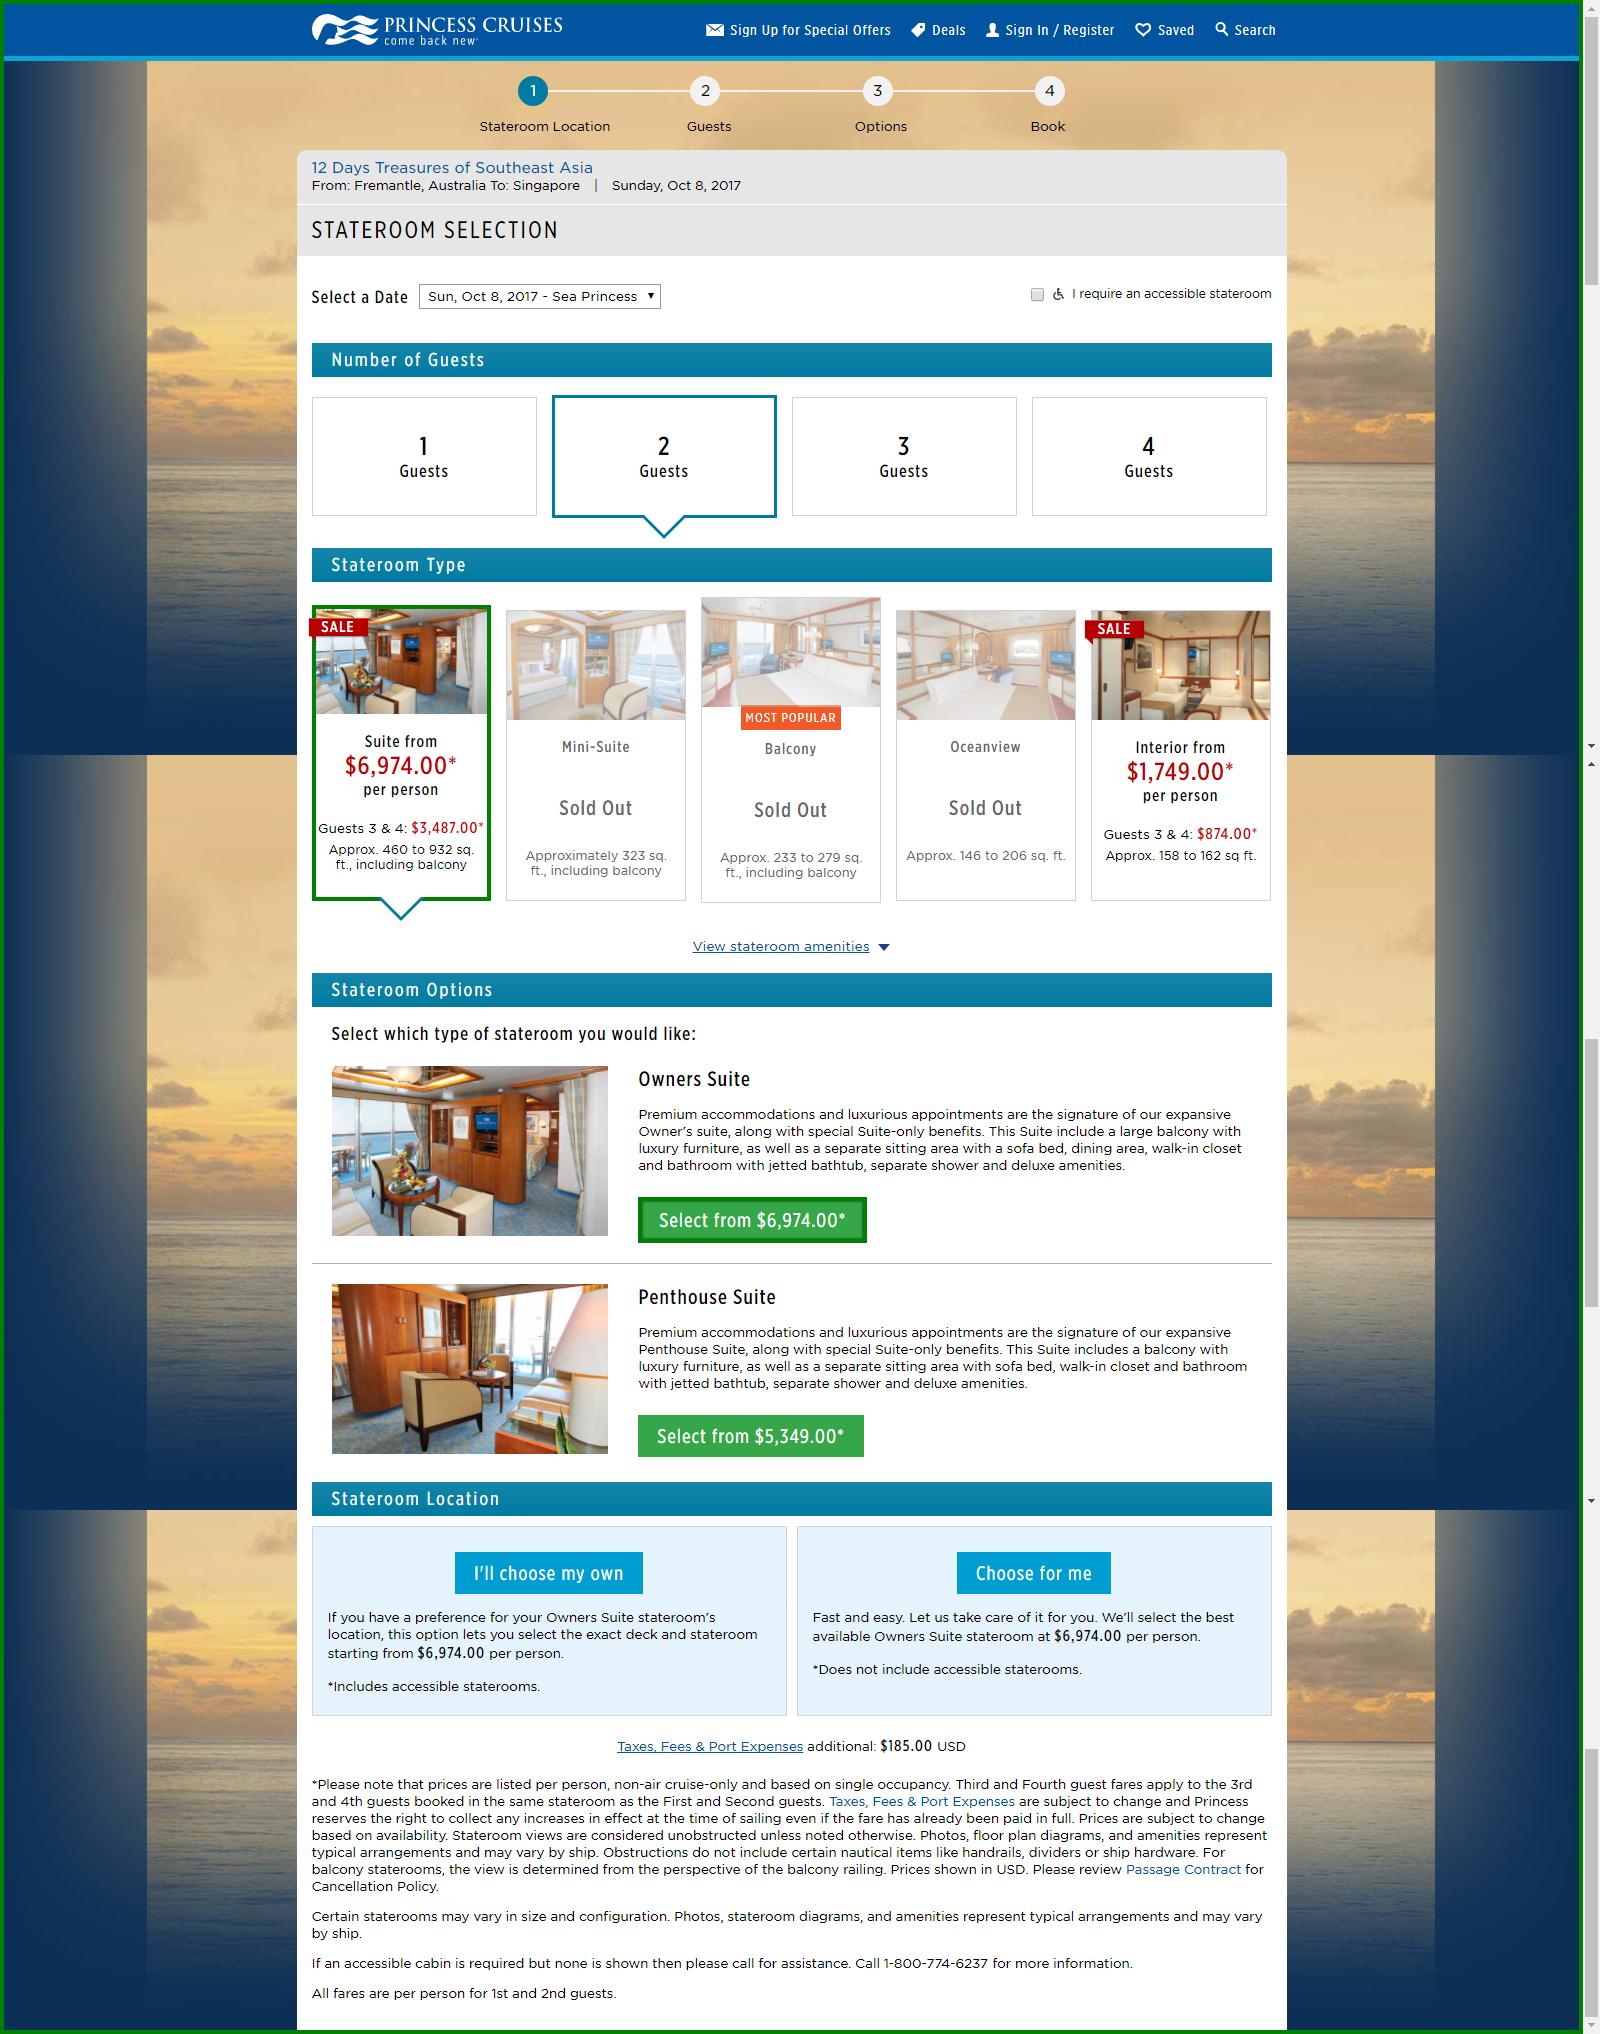 PRINCESS CRUISES
come back new
Sign Up for Special Offers
Deals
Sign In / Register
Saved
Search
1
2
3
4
Stateroom Location
Guests
Options
Book
12 Days Treasures of Southeast Asia
From: Fremantle, Australia To: Singapore | Sunday, Oct 8, 2017
STATEROOM SELECTION
Select a Date
Sun, Oct 8, 2017 - Sea Princess
I require an accessible stateroom
Number of Guests
1
Guests
2
Guests
3
Guests
4
Guests
Stateroom Type
SALE
Suite from
$6,974.00*
per person
Guests 3 & 4: $3,487.00*
Approx. 460 to 932 sq.
ft., including balcony
Mini-Suite
Sold Out
Approximately 323 sq.
ft., including balcony
MOST POPULAR
Balcony
Sold Out
Approx. 233 to 279 sq.
ft., including balcony
Oceanview
Sold Out
Approx. 146 to 206 sq. ft.
SALE
Interior from
$1,749.00*
per person
Guests 3 & 4: $874.00*
Approx. 158 to 162 sq ft.
View stateroom amenities
Stateroom Options
Select which type of stateroom you would like:
Owners Suite
Premium accommodations and luxurious appointments are the signature of our expansive
Owner's suite, along with special Suite-only benefits. This Suite include a large balcony with
luxury furniture, as well as a separate sitting area with a sofa bed, dining area, walk-in closet
and bathroom with jetted bathtub, separate shower and deluxe amenities.
Select from $6,974.00*
Penthouse Suite
Premium accommodations and luxurious appointments are the signature of our expansive
Penthouse Suite, along with special Suite-only benefits. This Suite includes a balcony with
luxury furniture, as well as a separate sitting area with sofa bed, walk-in closet and bathroom
with jetted bathtub, separate shower and deluxe amenities.
Select from $5,349.00*
Stateroom Location
I'll choose my own
If you have a preference for your Owners Suite stateroom's
location, this option lets you select the exact deck and stateroom
starting from $6,974.00 per person.
*Includes accessible staterooms.
Choose for me
Fast and easy. Let us take care of it for you. We'll select the best
available Owners Suite stateroom at $6,974.00 per person.
*Does not include accessible staterooms.
Taxes, Fees & Port Expenses additional: $185.00 USD
*Please note that prices are listed per person, non-air cruise-only and based on single occupancy. Third and Fourth guest fares apply to the 3rd
and 4th guests booked in the same stateroom as the First and Second guests. Taxes, Fees & Port Expenses are subject to change and Princess
reserves the right to collect any increases in effect at the time of sailing even if the fare has already been paid in full. Prices are subject to change
based on availability. Stateroom views are considered unobstructed unless noted otherwise. Photos, floor plan diagrams, and amenities represent
typical arrangements and may vary by ship. Obstructions do not include certain nautical items like handrails, dividers or ship hardware. For
balcony staterooms, the view is determined from the perspective of the balcony railing. Prices shown in USD. Please review Passage Contract for
Cancellation Policy.
Certain staterooms may vary in size and configuration. Photos, stateroom diagrams, and amenities represent typical arrangements and may vary
by ship.
If an accessible cabin is required but none is shown then please call for assistance. Call 1-800-774-6237 for more information.
All fares are per person for 1st and 2nd guests.